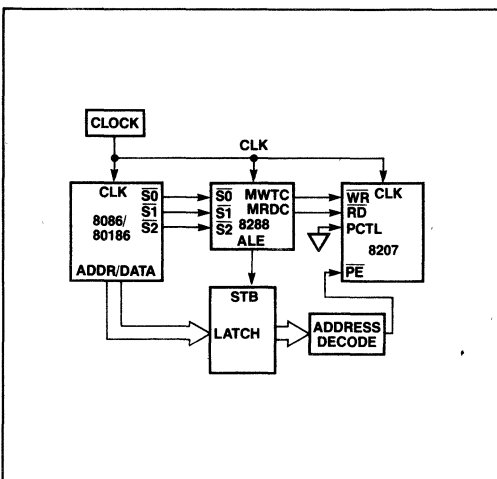 CLOCK
CLK
CLK
S0
S1
S2
8086/
80186
ADDR/DATA
S0
S1
S2
MWTC
MRDC
8288
ALE
WR
CLK
RD
PCTL
8207
PE
STB
LATCH
ADDRESS
DECODE